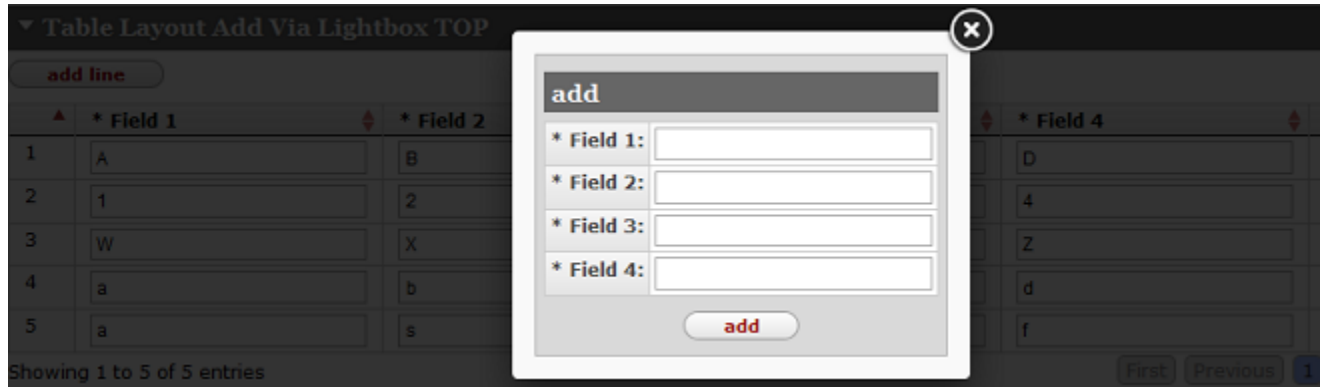 ▼ Table Layout Add Via Lightbox TOP
add line
* Field 1 * Field 2 * Field 4
1 A B D
2 1 2 4
3 W X Z
4 a b d
5 a s f
Showing 1 to 5 of 5 entries First Previous 1
add
* Field 1:
* Field 2:
* Field 3:
* Field 4:
add